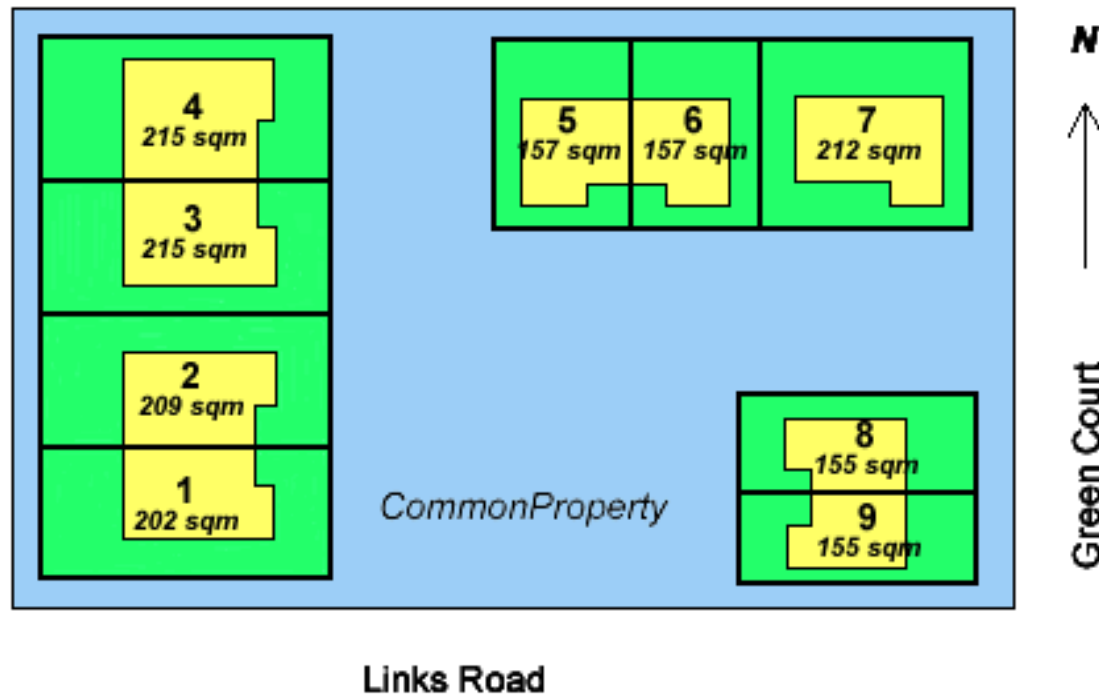 4
215 sqm
3
215 sqm
2
209 sqm
1
202 sqm
5
157 sqm
6
157 sqm
7
212 sqm
8
155 sqm
9
155 sqm
CommonProperty
N
Green Court
Links Road